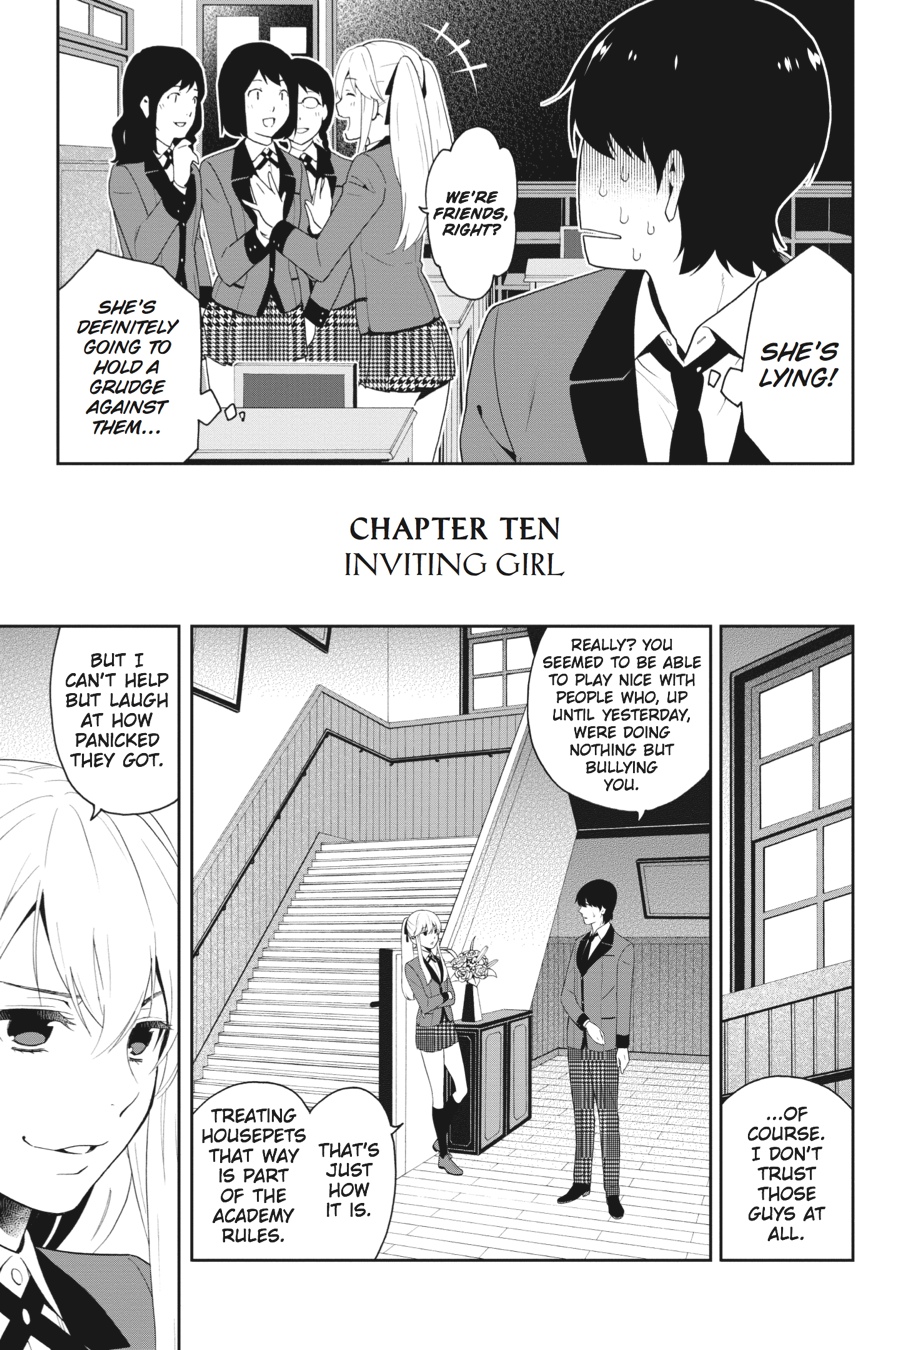 WE'RE
FRIENDS,
RIGHT?
SHE'S
LYING!
SHE'S
DEFINITELY
GOING TO
HOLD A
GRUDGE
AGAINST
THEM...
CHAPTER TEN
INVITING GIRL
...OF
COURSE.
I DON'T
TRUST
THOSE
GUYS AT
ALL.
REALLY? YOU
SEEMED TO BE ABLE
TO PLAY NICE WITH
PEOPLE WHO, UP
UNTIL YESTERDAY,
WERE DOING
NOTHING BUT
BULLYING
YOU.
THAT'S
JUST
HOW
IT IS.
TREATING
HOUSEPETS
THAT WAY
IS PART
OF THE
ACADEMY
RULES.
BUT I
CAN'T HELP
BUT LAUGH
AT HOW
PANICKED
THEY GOT.